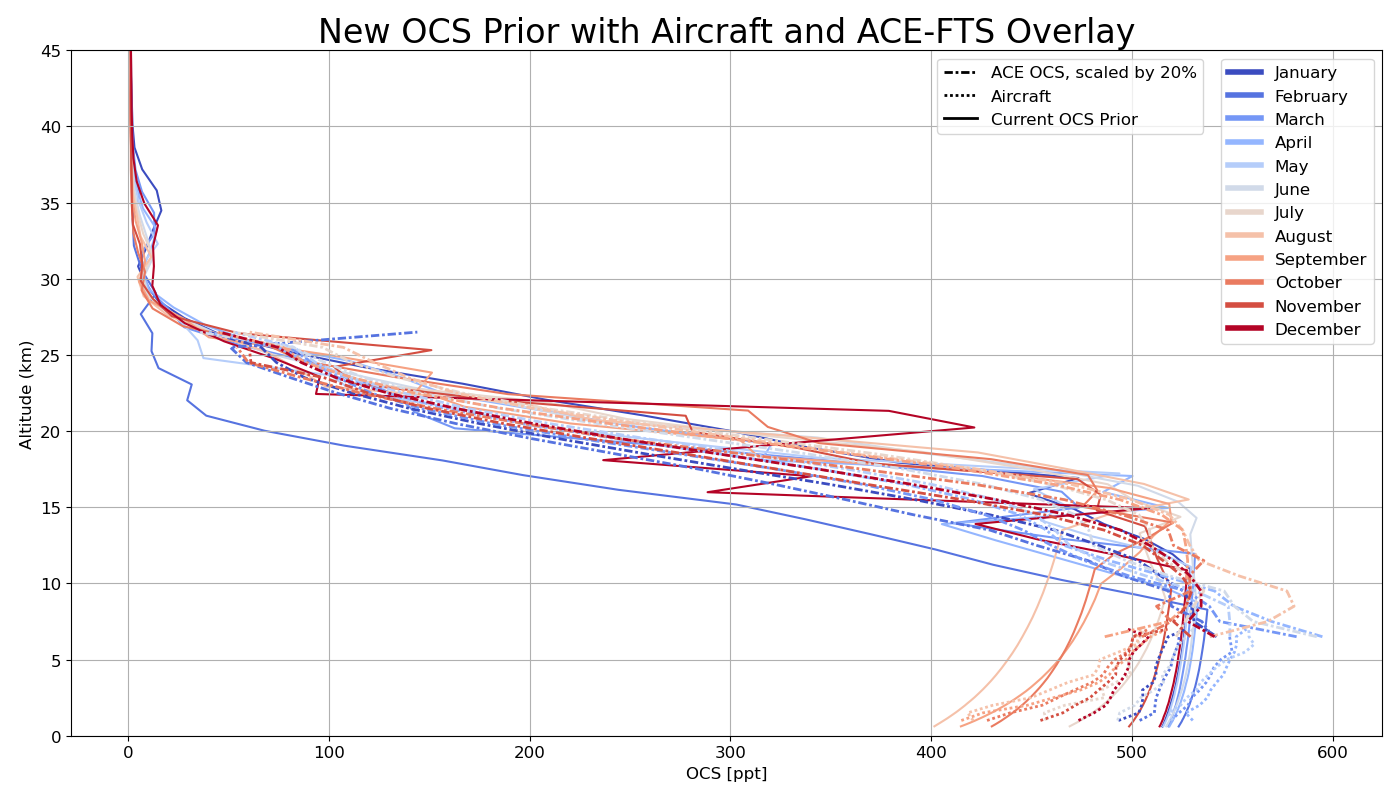 New OCS Prior with Aircraft and ACE-FTS Overlay
ACE OCS, scaled by 20%
Aircraft
Current OCS Prior
January
February
March
April
May
June
July
August
September
October
November
December
Altitude (km)
45
40
35
30
25
20
15
10
5
0
0 100 200 300 400 500 600
OCS [ppt]